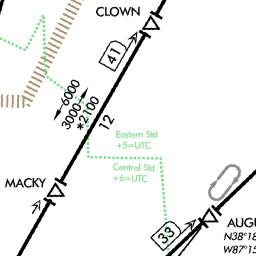 CLOWN
41
6000
3000
*2100
12
Eastern Std
+5=UTC
Central Std
+6=UTC
MACKY
33
AUGU
N38°18
W87°15